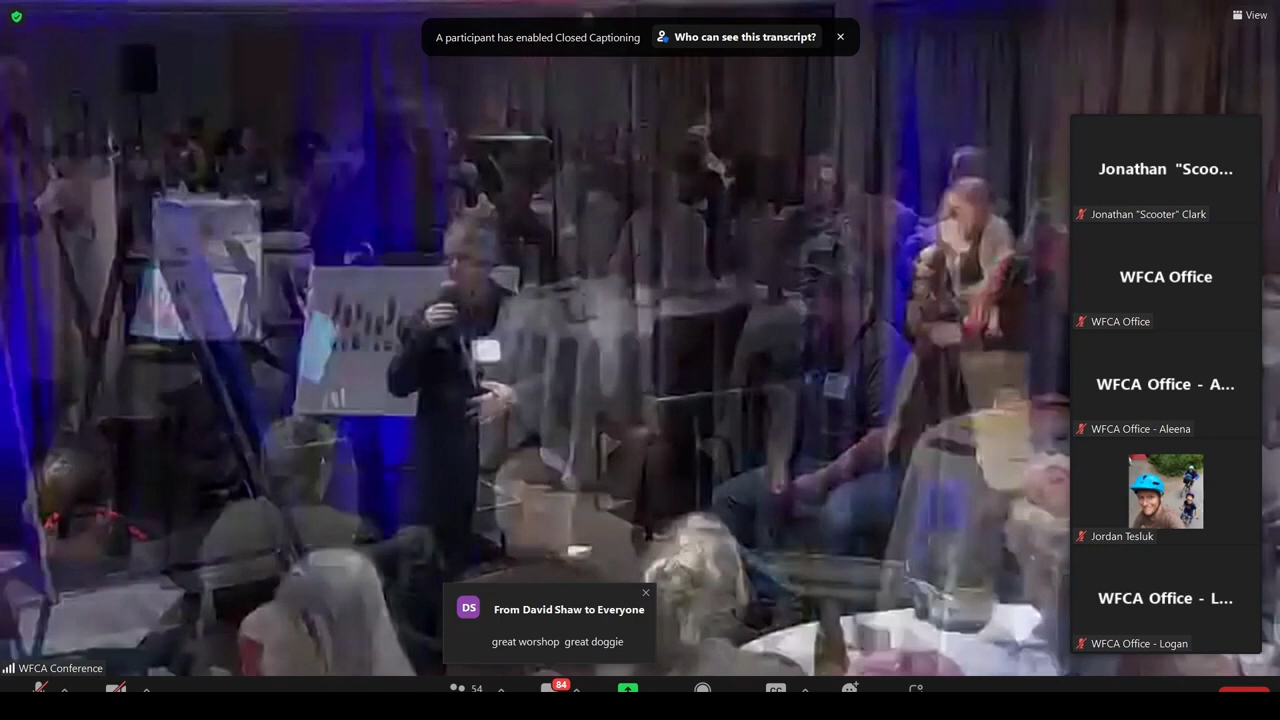 View
A participant has enabled Closed Captioning
Who can see this transcript?
Jonathan "Scoo...
Jonathan "Scooter" Clark
WFCA Office
WFCA Office
WFCA Office - A...
WFCA Office - Aleena
Jordan Tesluk
WFCA Office - L...
WFCA Office - Logan
DS
From David Shaw to Everyone
great worshop great doggie
WFCA Conference
54
84
CC